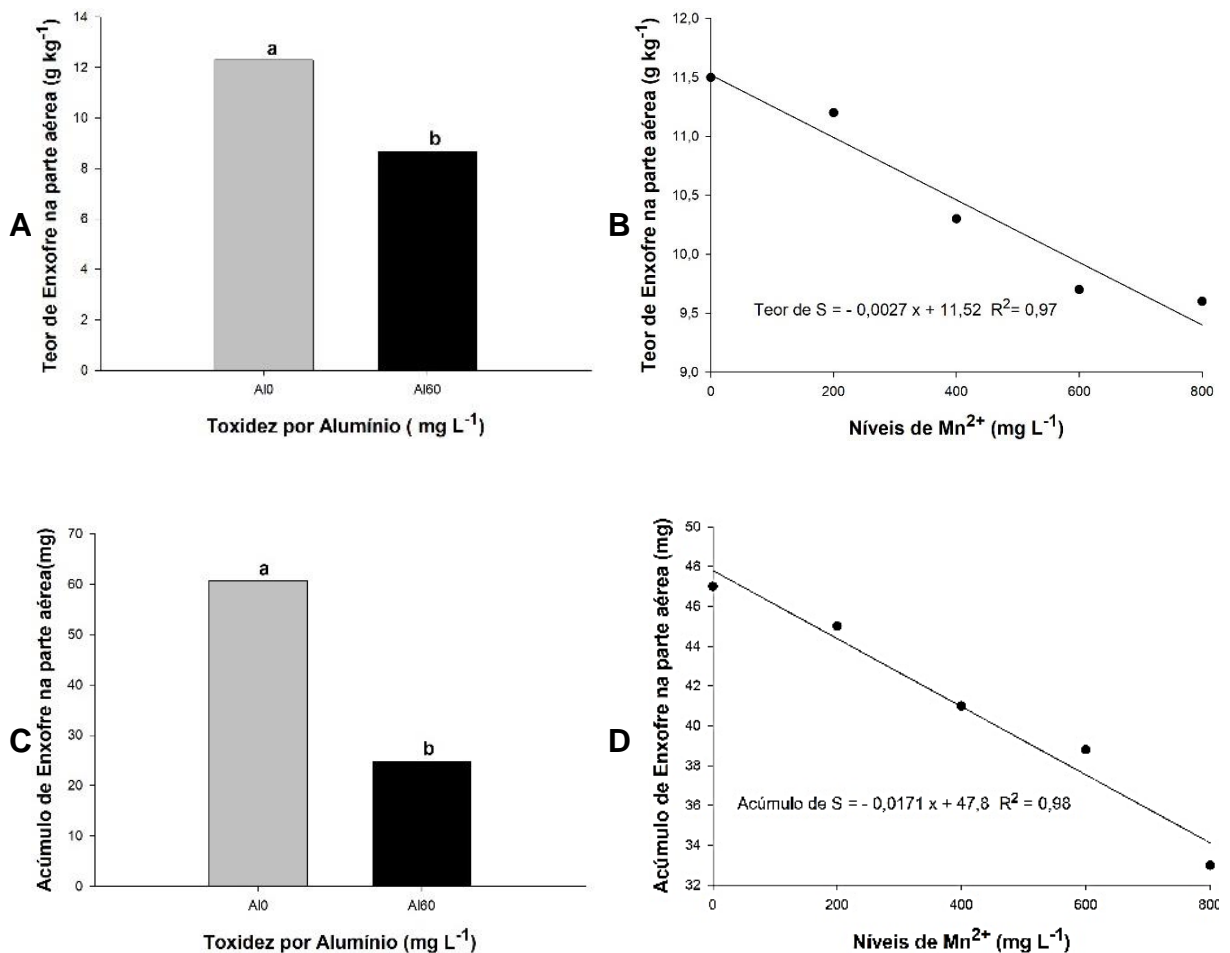 A
Teor de Enxofre na parte aérea (g kg-1)
14
12
10
8
6
4
2
0
a
b
Al0
Al60
Toxidez por Alumínio ( mg L-1)
B
Teor de Enxofre na parte aérea (g kg-1)
12,0
11,5
11,0
10,5
10,0
9,5
9,0
Teor de S = - 0,0027 x + 11,52 R2= 0,97
0
200
400
600
800
Níveis de Mn2+ (mg L-1)
C
Acúmulo de Enxofre na parte aérea(mg)
70
60
50
40
30
20
10
0
a
b
Al0
Al60
Toxidez por Alumínio (mg L-1)
D
Acúmulo de Enxofre na parte aérea (mg)
50
48
46
44
42
40
38
36
34
32
Acúmulo de S = - 0,0171 x + 47,8 R2 = 0,98
0
200
400
600
800
Níveis de Mn2+ (mg L-1)